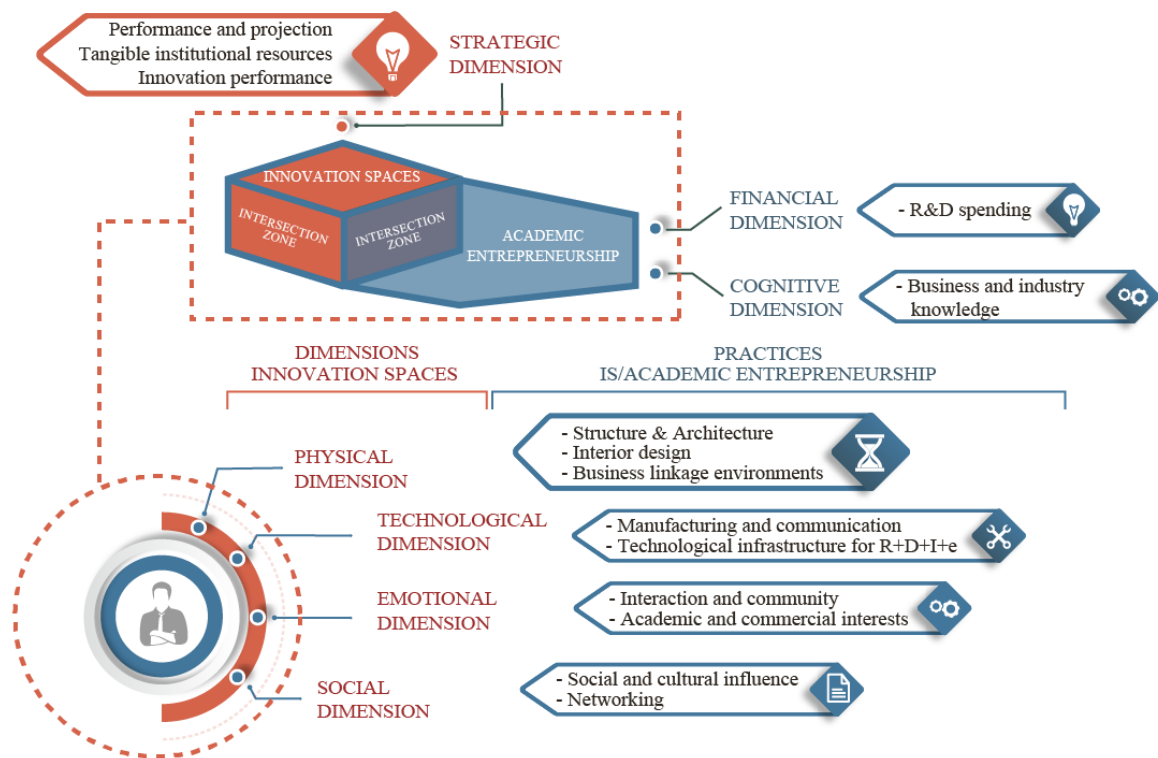 Performance and projection
Tangible institutional resources
Innovation performance
STRATEGIC
DIMENSION
INNOVATION SPACES
INTERSECTION
ZONE
INTERSECTION
ZONE
ACADEMIC
ENTREPRENEURSHIP
FINANCIAL
DIMENSION
- R&D spending
COGNITIVE
DIMENSION
- Business and industry
knowledge
DIMENSIONS
INNOVATION SPACES
PRACTICES
IS/ACADEMIC ENTREPRENEURSHIP
PHYSICAL
DIMENSION
- Structure & Architecture
- Interior design
- Business linkage environments
TECHNOLOGICAL
DIMENSION
- Manufacturing and communication
- Technological infrastructure for R+D+I+e
EMOTIONAL
DIMENSION
- Interaction and community
- Academic and commercial interests
SOCIAL
DIMENSION
- Social and cultural influence
- Networking